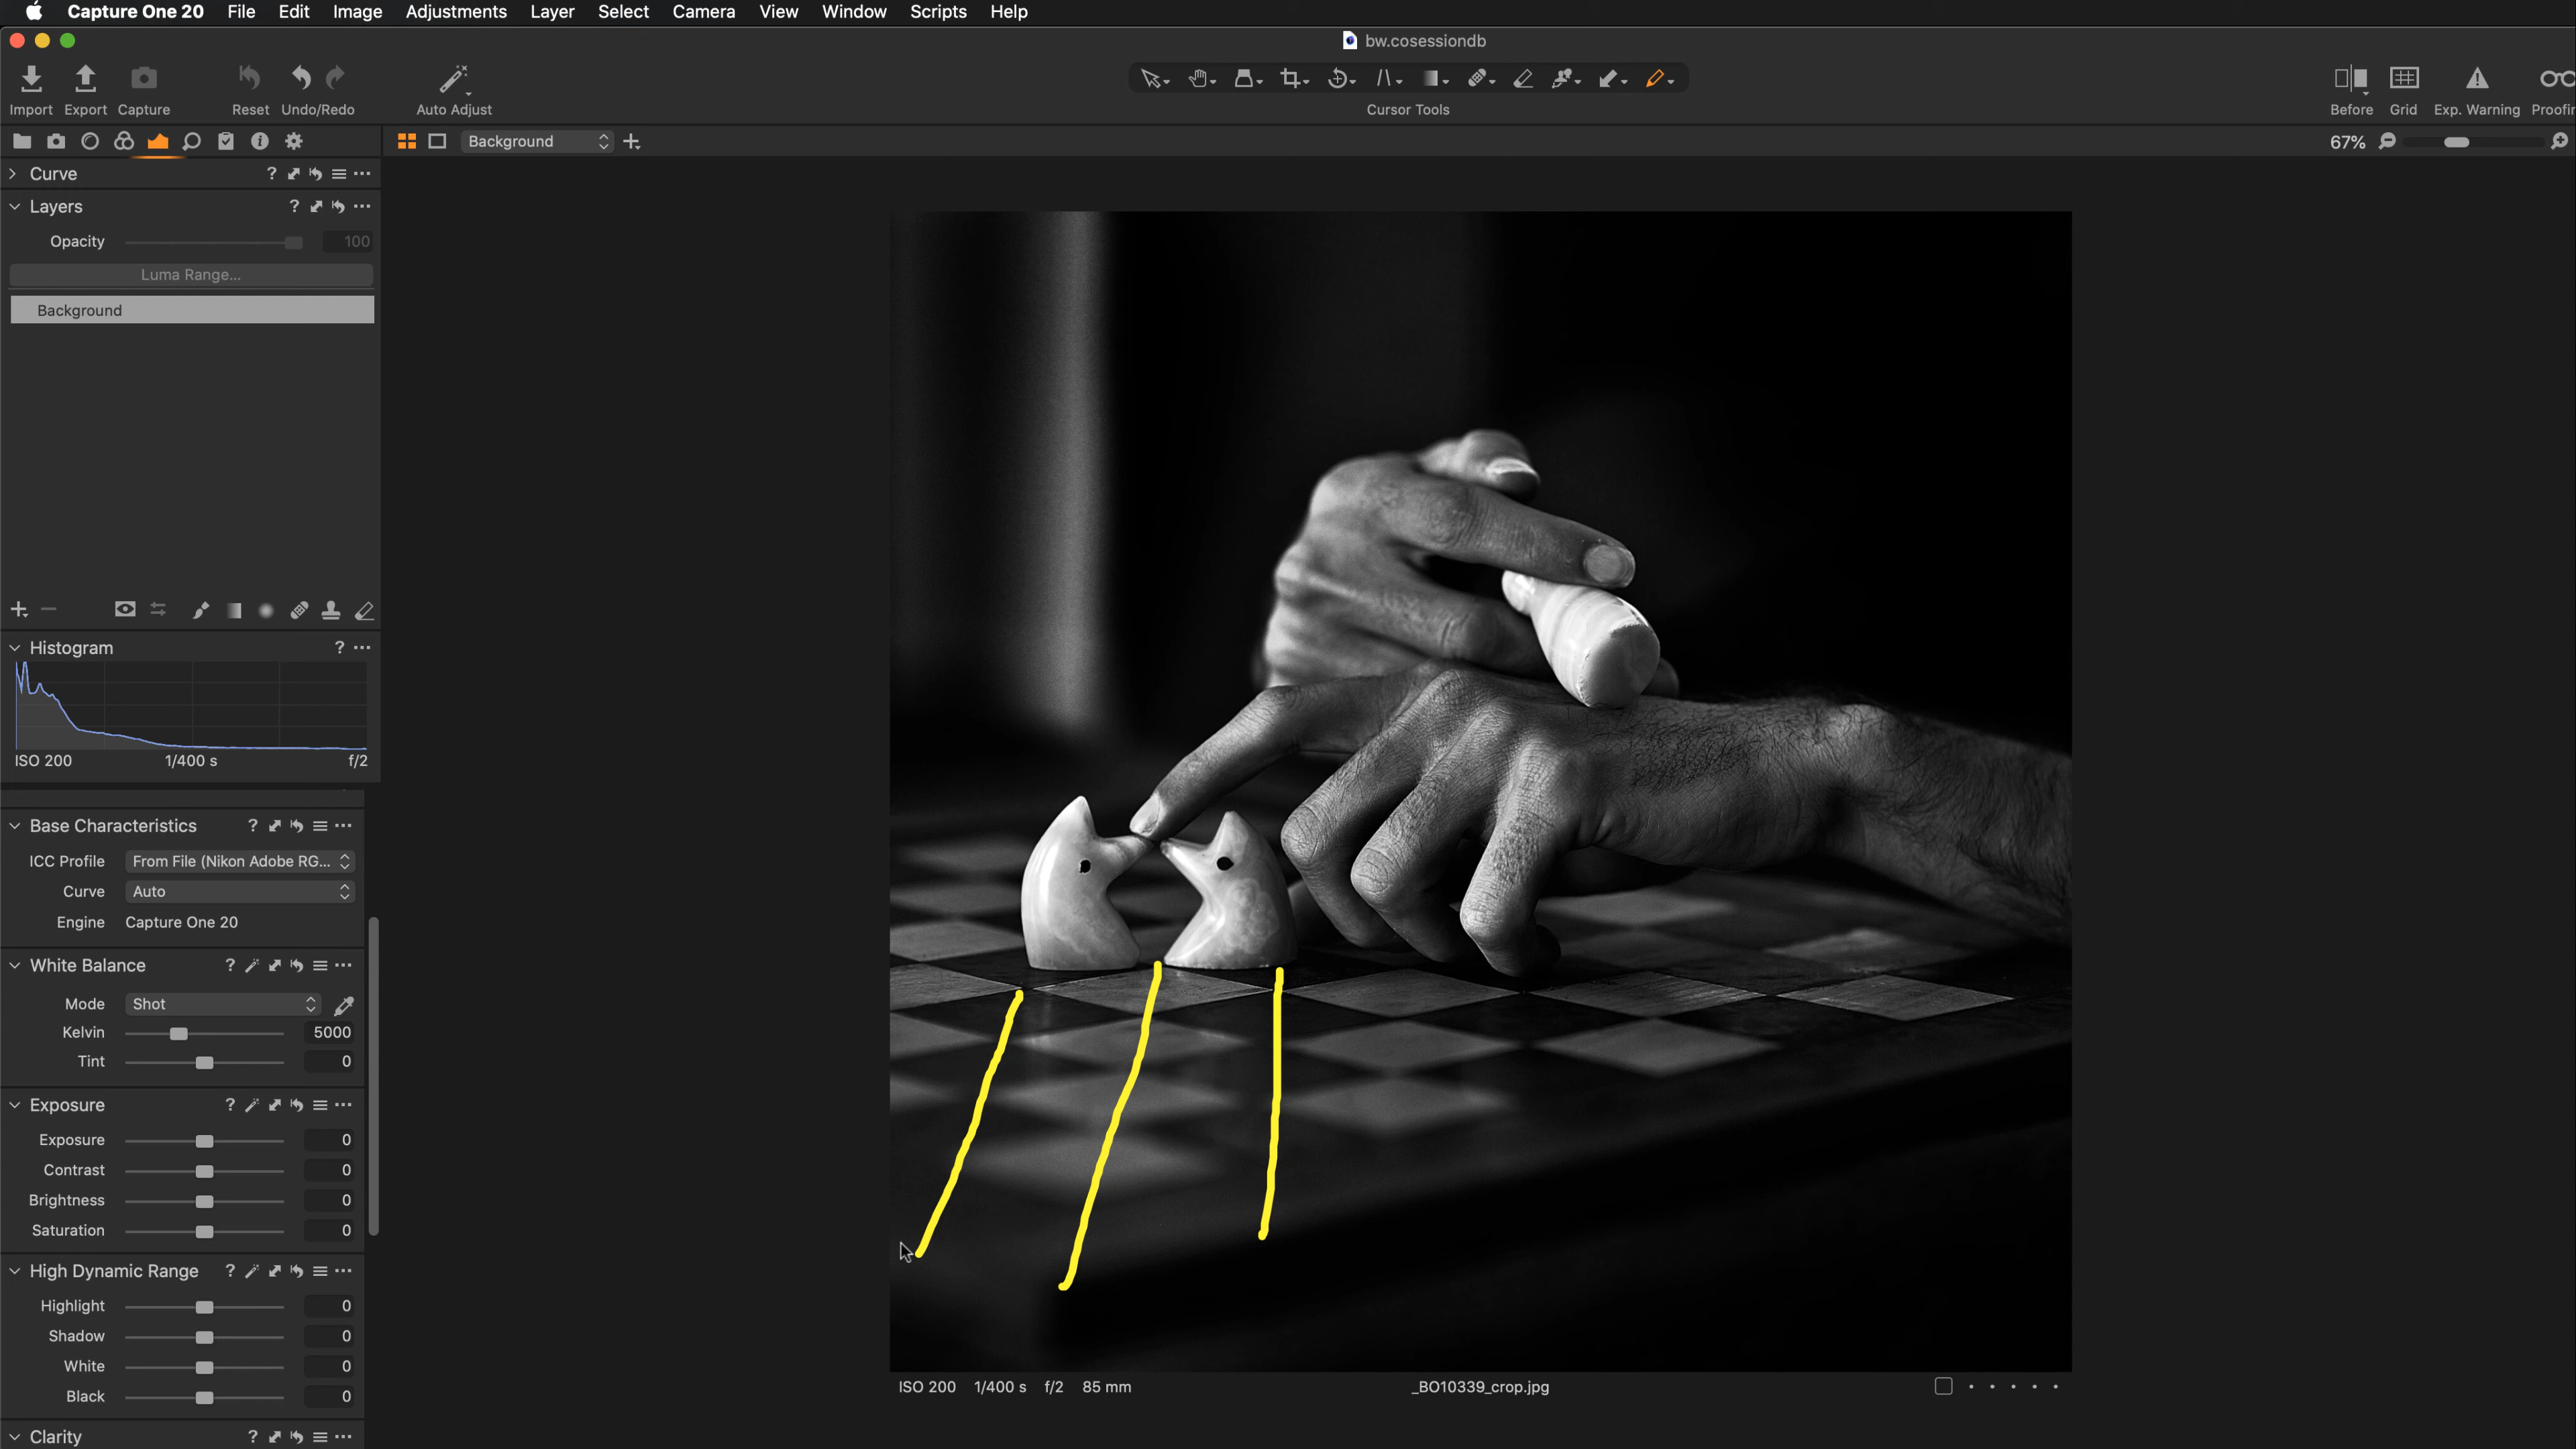 Capture One 20 File Edit Image Adjustments Layer Select Camera View Window Scripts Help
bw.cosessiondb
Import Export Capture Reset Undo/Redo Auto Adjust Cursor Tools Before Grid Exp. Warning Proofin
Background 67%
Curve ?
Layers ?
Opacity 100
Luma Range...
Background
Histogram ?
ISO 200 1/400 s f/2
Base Characteristics ?
ICC Profile From File (Nikon Adobe RG...
Curve Auto
Engine Capture One 20
White Balance ?
Mode Shot
Kelvin 5000
Tint 0
Exposure ?
Exposure 0
Contrast 0
Brightness 0
Saturation 0
High Dynamic Range ?
Highlight 0
Shadow 0
White 0
Black 0
Clarity ?
ISO 200 1/400 s f/2 85 mm _BO10339_crop.jpg